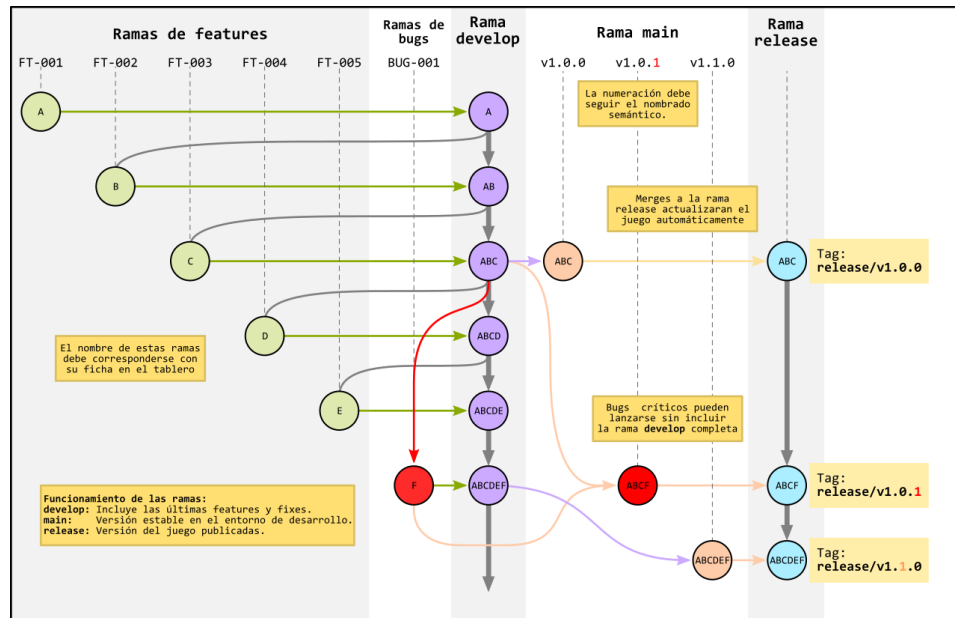 Ramas de features
Ramas de
bugs
Rama
develop
Rama main
Rama
release
FT-001
FT-002
FT-003
FT-004
FT-005
BUG-001
v1.0.0
v1.0.1
v1.1.0
La numeración debe
seguir el nombrado
semántico.
A
A
B
AB
Merges a la rama
release actualizaran el
juego automáticamente
C
ABC
ABC
ABC
Tag:
release/v1.0.0
D
ABCD
El nombre de estas ramas
debe corresponderse con
su ficha en el tablero
E
ABCDE
Bugs críticos pueden
lanzarse sin incluir
la rama develop completa
F
ABCDEF
ABCF
ABCF
Tag:
release/v1.0.1
Funcionamiento de las ramas:
develop: Incluye las últimas features y fixes.
main: Versión estable en el entorno de desarrollo.
release: Versión del juego publicadas.
ABCDEF
ABCDEF
Tag:
release/v1.1.0